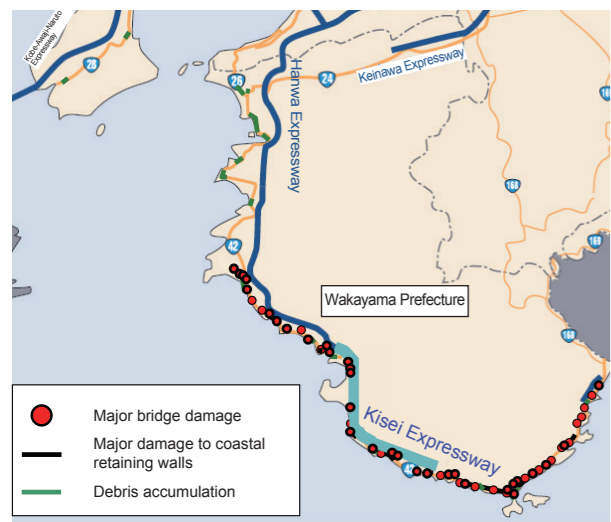 Kobe-Awaji-Naruto
Expressway
28
26
Hanwa Expressway
24
Keinawa Expressway
168
169
168
42
Wakayama Prefecture
168
Kisei Expressway
42
Major bridge damage
Major damage to coastal
retaining walls
Debris accumulation